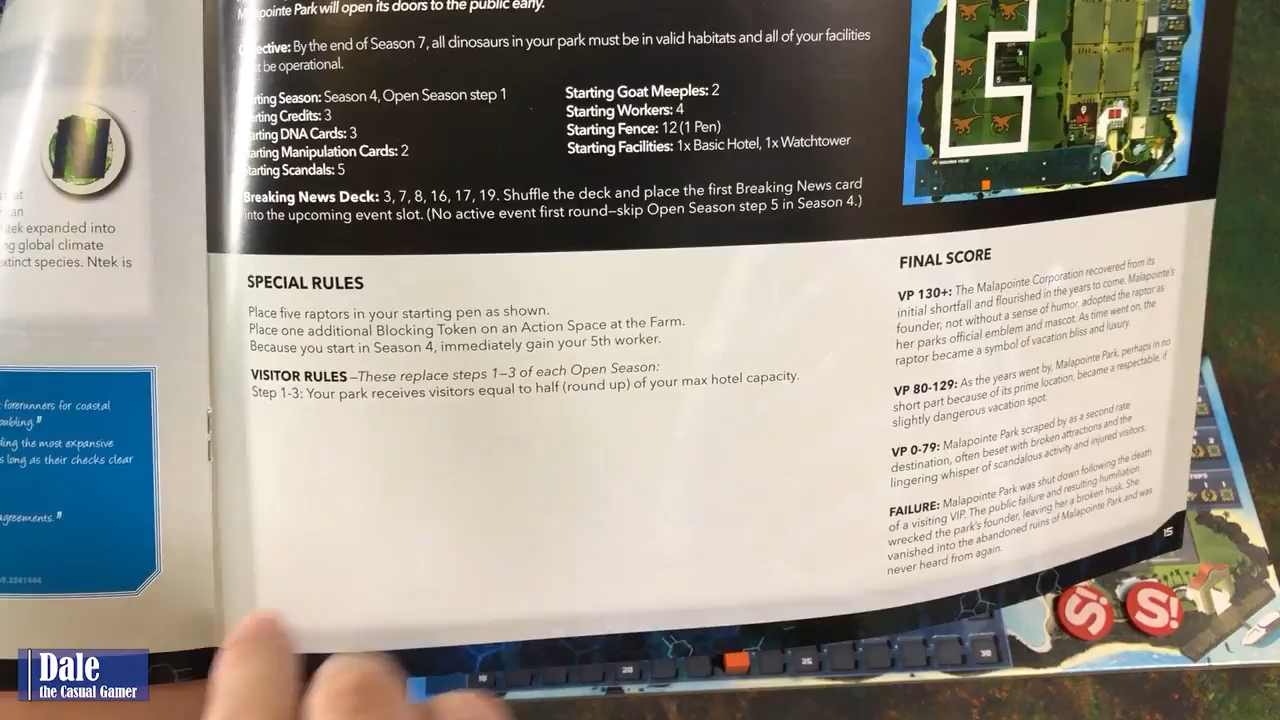 Malapointe Park will open its doors to the public early.
Objective: By the end of Season 7, all dinosaurs in your park must be in valid habitats and all of your facilities
be operational.
Starting Season: Season 4, Open Season step 1
Starting Credits: 3
Starting DNA Cards: 3
Starting Manipulation Cards: 2
Starting Scandals: 5
Starting Goat Meeples: 2
Starting Workers: 4
Starting Fence: 12 (1 Pen)
Starting Facilities: 1x Basic Hotel, 1x Watchtower
Breaking News Deck: 3, 7, 8, 16, 17, 19. Shuffle the deck and place the first Breaking News card
into the upcoming event slot. (No active event first round—skip Open Season step 5 in Season 4.)
SPECIAL RULES
Place five raptors in your starting pen as shown.
Place one additional Blocking Token on an Action Space at the Farm.
Because you start in Season 4, immediately gain your 5th worker.
VISITOR RULES –These replace steps 1–3 of each Open Season:
Step 1-3: Your park receives visitors equal to half (round up) of your max hotel capacity.
FINAL SCORE
VP 130+: The Malapointe Corporation recovered from its
initial shortfall and flourished in the years to come. Malapointe's
founder, not without a sense of humor, adopted the raptor as
her parks official emblem and mascot. As time went on, the
raptor became a symbol of vacation bliss and luxury.
VP 80-129: As the years went by, Malapointe Park, perhaps in no
short part because of its prime location, became a respectable, if
slightly dangerous vacation spot.
VP 0-79: Malapointe Park scraped by as a second rate
destination, often beset with broken attractions and the
lingering whisper of scandalous activity and injured visitors.
FAILURE: Malapointe Park was shut down following the death
of a visiting VIP. The public failure and resulting humiliation
wrecked the park's founder, leaving her a broken husk. She
vanished into the abandoned ruins of Malapointe Park and was
never heard from again.
15
at
an
expanded into
global climate
extinct species. Ntek is
forerunners for coastal
ding the most expensive
s long as their checks clear
agreements."
20
25
30
S!
S!
Dale
the Casual Gamer